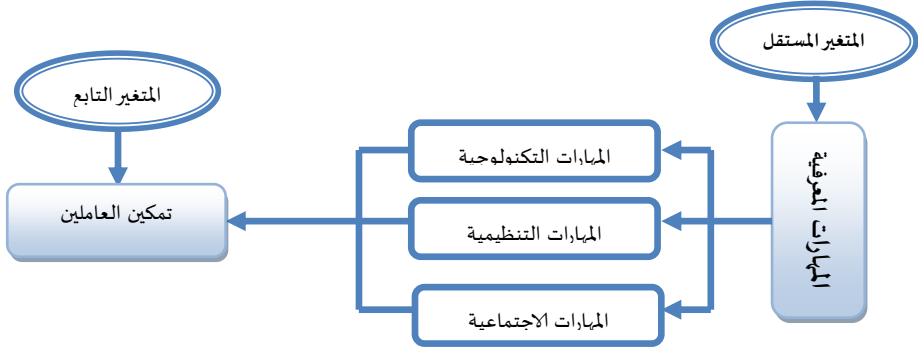 المتغير المستقل
المتغير التابع
المهارات التكنولوجية
المهارات المعرفية
تمكين العاملين
المهارات التنظيمية
المهارات الاجتماعية